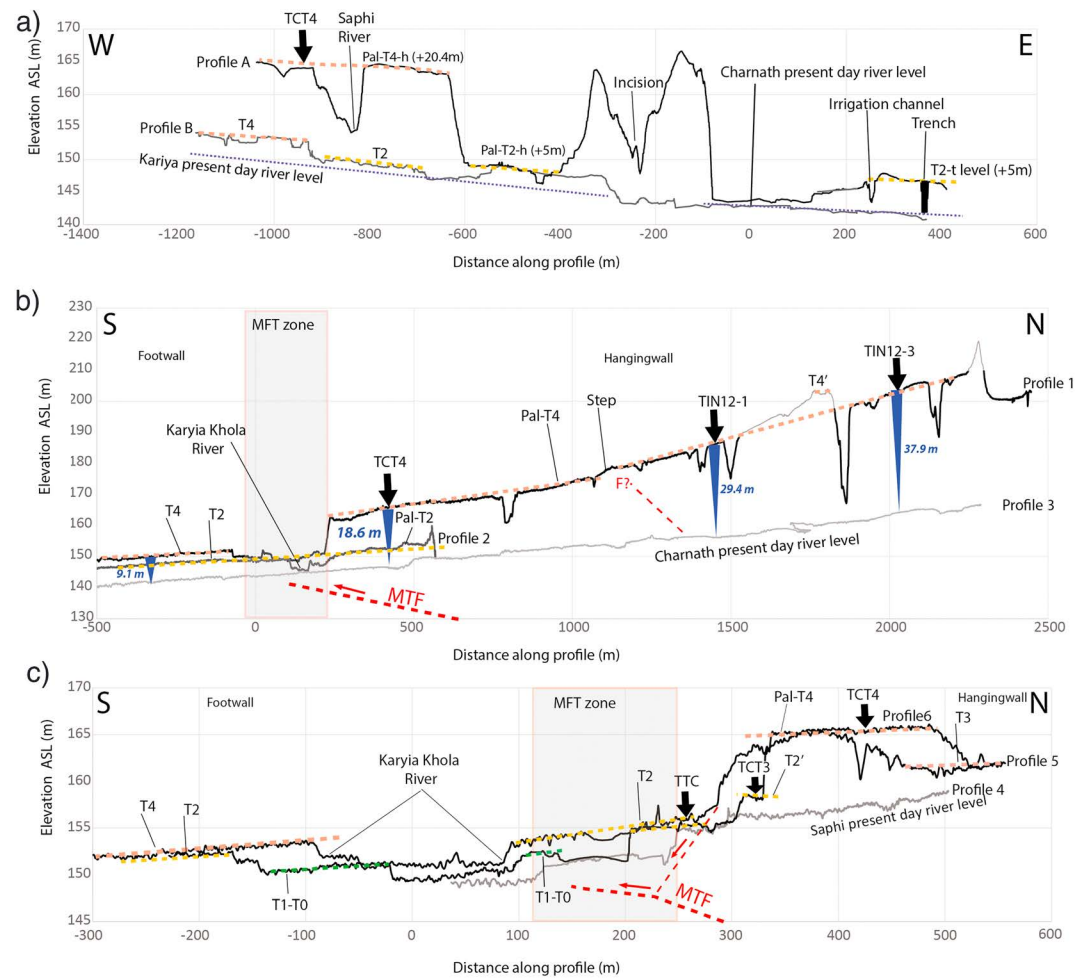 a)
W
E
Elevation ASL (m)
170
165
160
155
150
145
140
TCT4
Saphi
River
Profile A
Pal-T4-h (+20.4m)
Charnath present day river level
Incision
Irrigation channel
Trench
Profile B
T4
T2
Pal-T2-h (+5m)
T2-t level (+5m)
Kariya present day river level
-1400
-1200
-1000
-800
-600
-400
-200
0
200
400
600
Distance along profile (m)
b)
S
N
Elevation ASL (m)
230
220
210
200
190
180
170
160
150
140
130
MFT zone
Footwall
Hangingwall
TIN12-3
T4'
Profile 1
Step
TIN12-1
Pal-T4
Karyia Khola
River
TCT4
37.9 m
F?
29.4 m
Profile 3
T4
T2
18.6 m
Pal-T2
Profile 2
Charnath present day river level
9.1 m
MTF
-500
0
500
1000
1500
2000
2500
Distance along profile (m)
c)
S
N
Elevation ASL (m)
170
165
160
155
150
145
Footwall
MFT zone
Pal-T4
TCT4
Hangingwall
Profile6
T3
Karyia Khola
River
Profile 5
TCT3
T2'
T4
T2
T2
TTC
Profile 4
Saphi present day river level
T1-T0
T1-T0
MTF
-300
-200
-100
0
100
200
300
400
500
600
Distance along profile (m)